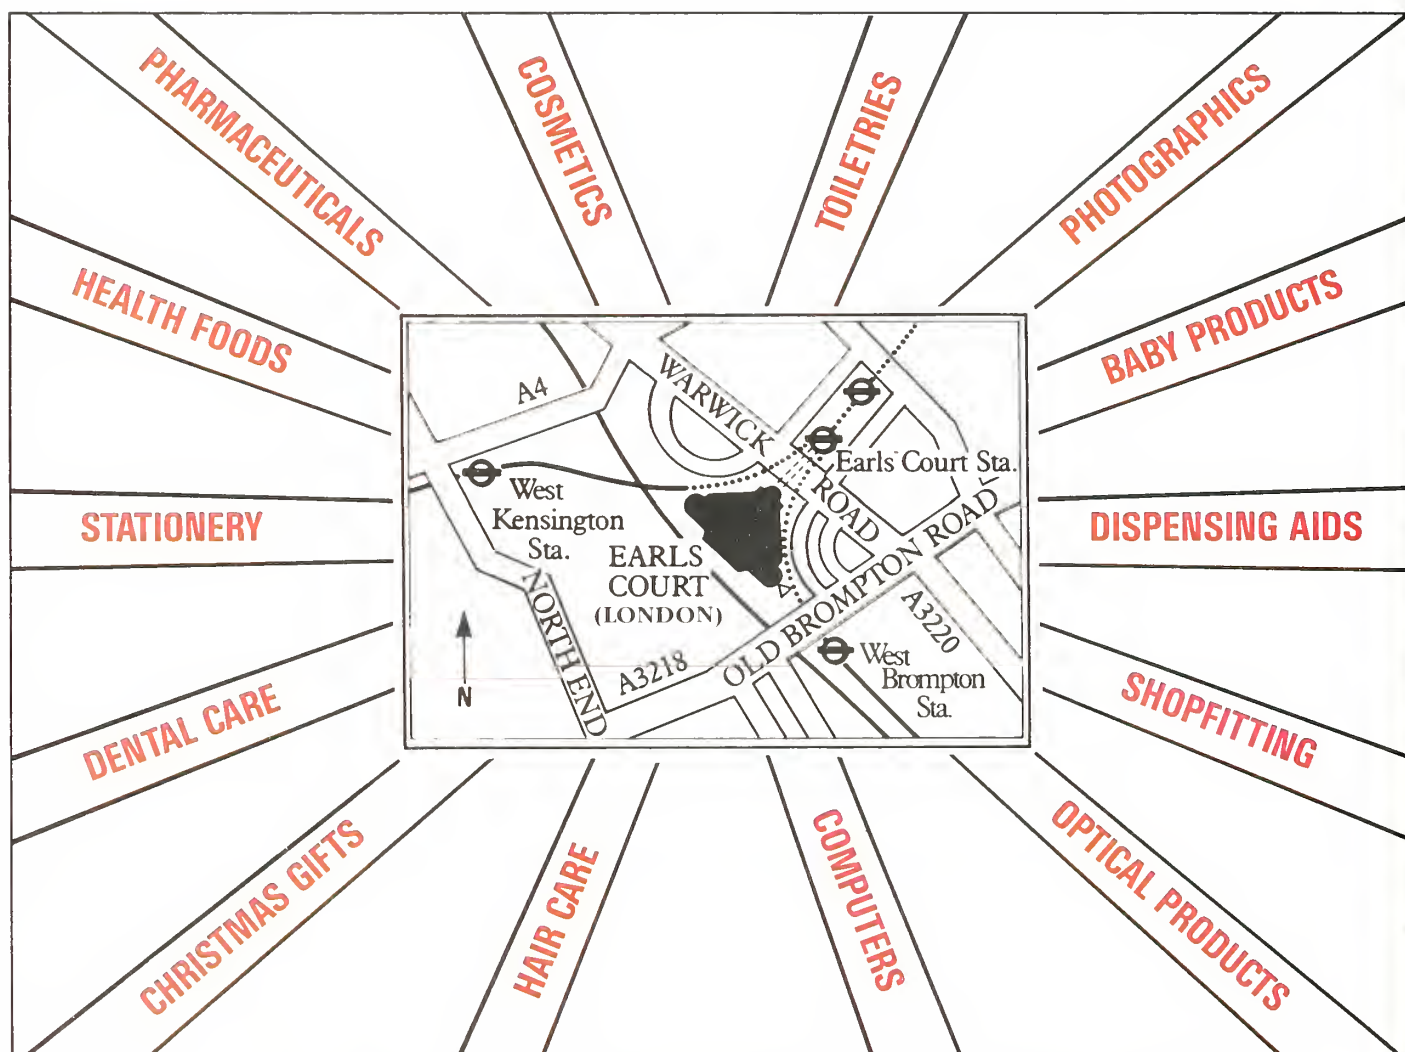 PHARMACEUTICALS
COSMETICS
TOILETRIES
PHOTOGRAPHICS
HEALTH FOODS
BABY PRODUCTS
STATIONERY
DISPENSING AIDS
DENTAL CARE
SHOPFITTING
CHRISTMAS GIFTS
HAIR CARE
COMPUTERS
OPTICAL PRODUCTS
A4
WARWICK ROAD
Earls Court Sta.
West
Kensington
Sta.
EARLS
COURT
(LONDON)
NORTH END
OLD BROMPTON ROAD
A3218
A3220
West
Brompton
Sta.
N